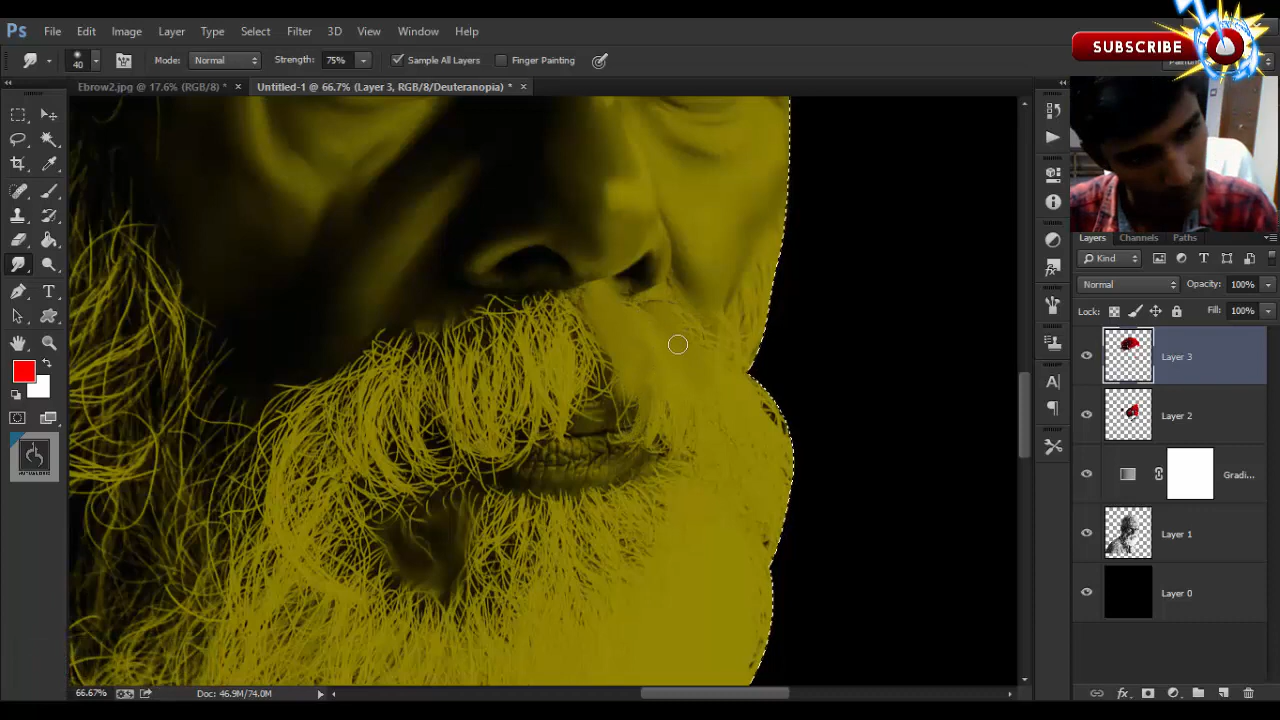 Ps File Edit Image Layer Type Select Filter 3D View Window Help
SUBSCRIBE
40 Mode: Normal Strength: 75% Sample All Layers Finger Painting
Ebrow2.jpg @ 17.6% (RGB/8) * × Untitled-1 @ 66.7% (Layer 3, RGB/8/Deuteranopia) * ×
Layers Channels Paths
Kind
Normal Opacity: 100%
Lock: Fill: 100%
Layer 3
Layer 2
Gradi...
Layer 1
Layer 0
66.67% Doc: 46.9M/74.0M